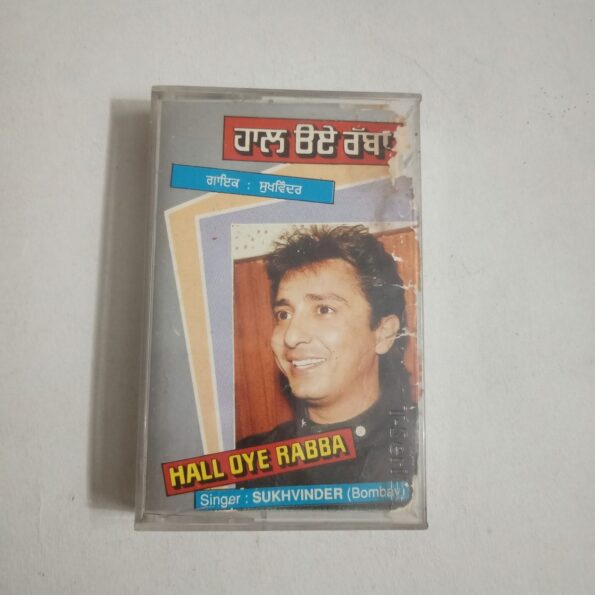 ਹਾਲ ਓਏ ਰੱਬਾ
ਗਾਇਕ : ਸੁਖਵਿੰਦਰ
HALL OYE RABBA
Singer : SUKHVINDER (Bombay)